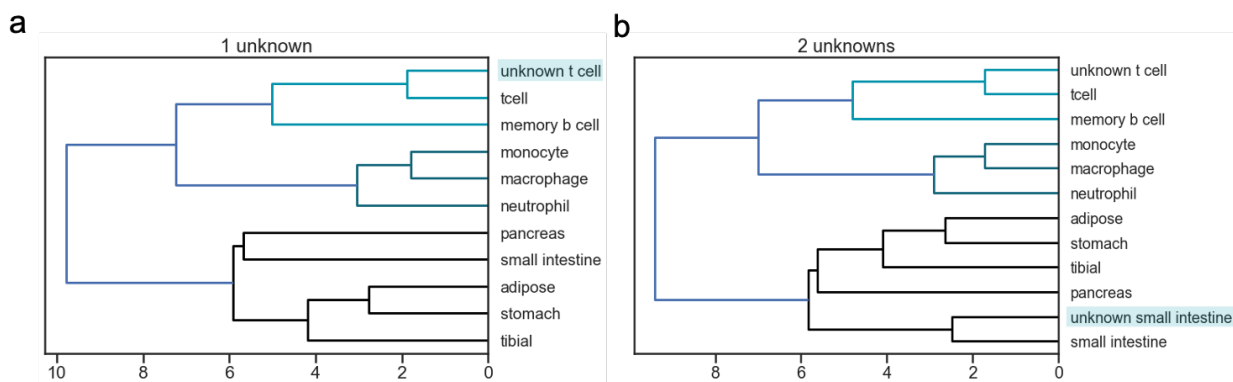 a
1 unknown
unknown t cell
tcell
memory b cell
monocyte
macrophage
neutrophil
pancreas
small intestine
adipose
stomach
tibial
10 8 6 4 2 0
b
2 unknowns
unknown t cell
tcell
memory b cell
monocyte
macrophage
neutrophil
adipose
stomach
tibial
pancreas
unknown small intestine
small intestine
8 6 4 2 0